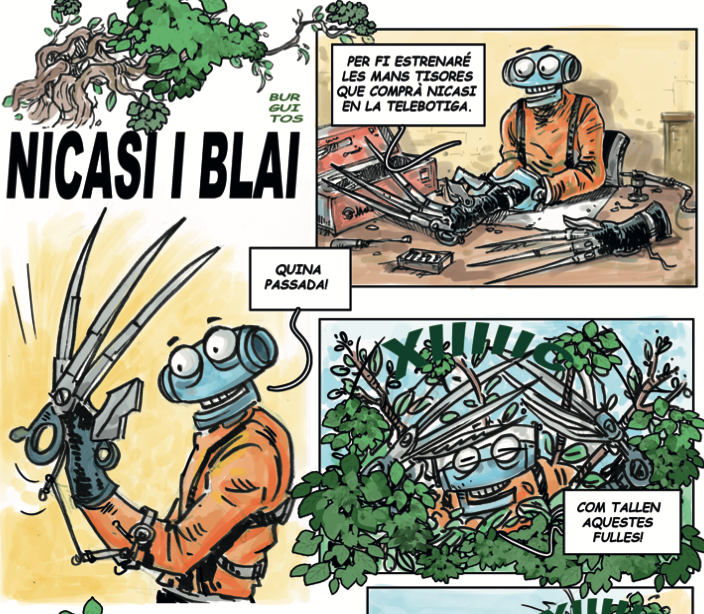 BUR
GUI
TOS
NICASI I BLAI
PER FI ESTRENARÉ
LES MANS TISORES
QUE COMPRÀ NICASI
EN LA TELEBOTIGA.
QUINA
PASSADA!
XIIIIIO
COM TALLEN
AQUESTES
FULLES!